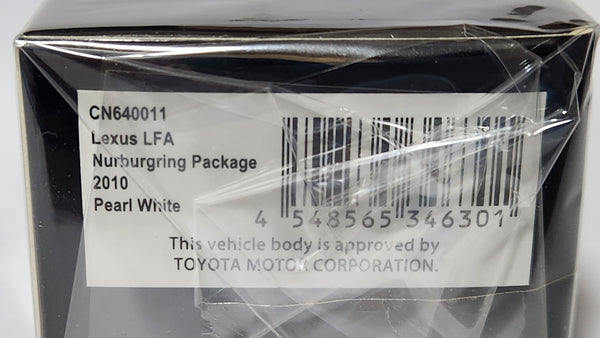 CN640011
Lexus LFA
Nurburgring Package
2010
Pearl White
4 548565 346301
This vehicle body is approved by
TOYOTA MOTOR CORPORATION.